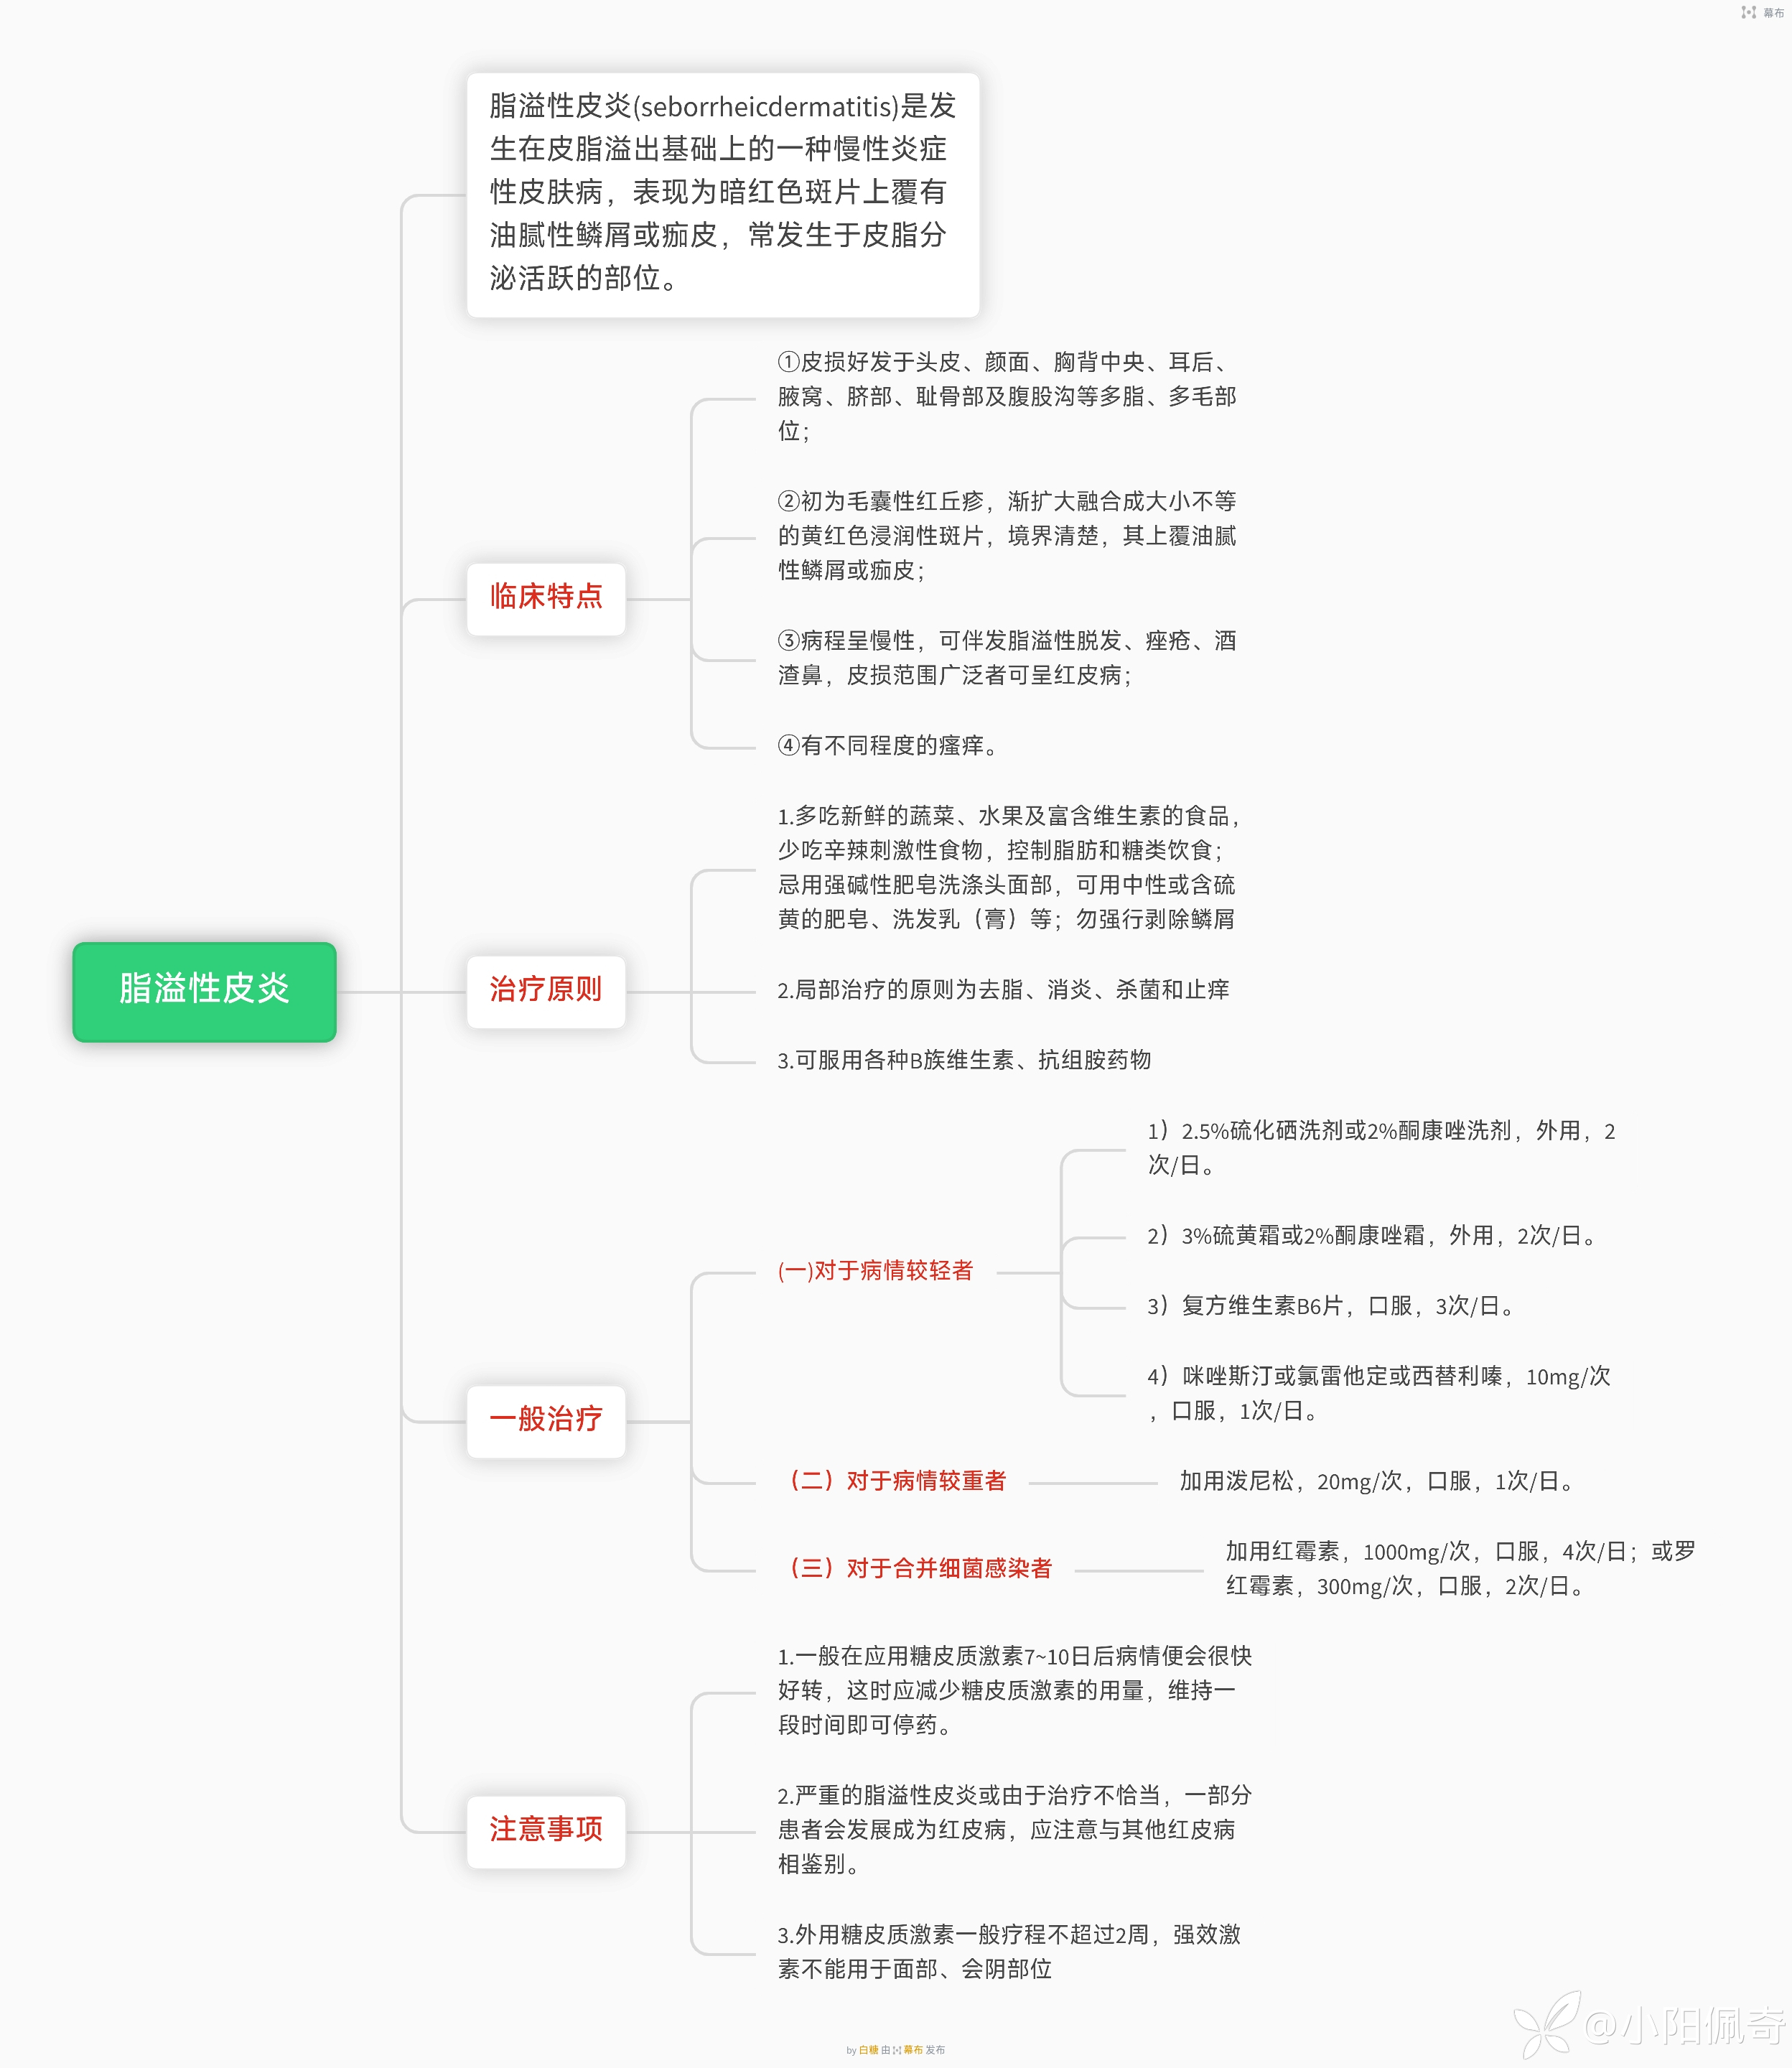 幕布
脂溢性皮炎(seborrheicdermatitis)是发
生在皮脂溢出基础上的一种慢性炎症
性皮肤病，表现为暗红色斑片上覆有
油腻性鳞屑或痂皮，常发生于皮脂分
泌活跃的部位。
①皮损好发于头皮、颜面、胸背中央、耳后、
腋窝、脐部、耻骨部及腹股沟等多脂、多毛部
位；
②初为毛囊性红丘疹，渐扩大融合成大小不等
的黄红色浸润性斑片，境界清楚，其上覆油腻
性鳞屑或痂皮；
临床特点
③病程呈慢性，可伴发脂溢性脱发、痤疮、酒
渣鼻，皮损范围广泛者可呈红皮病；
④有不同程度的瘙痒。
1.多吃新鲜的蔬菜、水果及富含维生素的食品，
少吃辛辣刺激性食物，控制脂肪和糖类饮食；
忌用强碱性肥皂洗涤头面部，可用中性或含硫
黄的肥皂、洗发乳（膏）等；勿强行剥除鳞屑
脂溢性皮炎
治疗原则
2.局部治疗的原则为去脂、消炎、杀菌和止痒
3.可服用各种B族维生素、抗组胺药物
1）2.5%硫化硒洗剂或2%酮康唑洗剂，外用，2
次/日。
2）3%硫黄霜或2%酮康唑霜，外用，2次/日。
(一)对于病情较轻者
3）复方维生素B6片，口服，3次/日。
4）咪唑斯汀或氯雷他定或西替利嗪，10mg/次
，口服，1次/日。
一般治疗
（二）对于病情较重者
加用泼尼松，20mg/次，口服，1次/日。
（三）对于合并细菌感染者
加用红霉素，1000mg/次，口服，4次/日；或罗
红霉素，300mg/次，口服，2次/日。
1.一般在应用糖皮质激素7~10日后病情便会很快
好转，这时应减少糖皮质激素的用量，维持一
段时间即可停药。
注意事项
2.严重的脂溢性皮炎或由于治疗不恰当，一部分
患者会发展成为红皮病，应注意与其他红皮病
相鉴别。
3.外用糖皮质激素一般疗程不超过2周，强效激
素不能用于面部、会阴部位
@小阳佩奇
by 白糖 由 幕布 发布